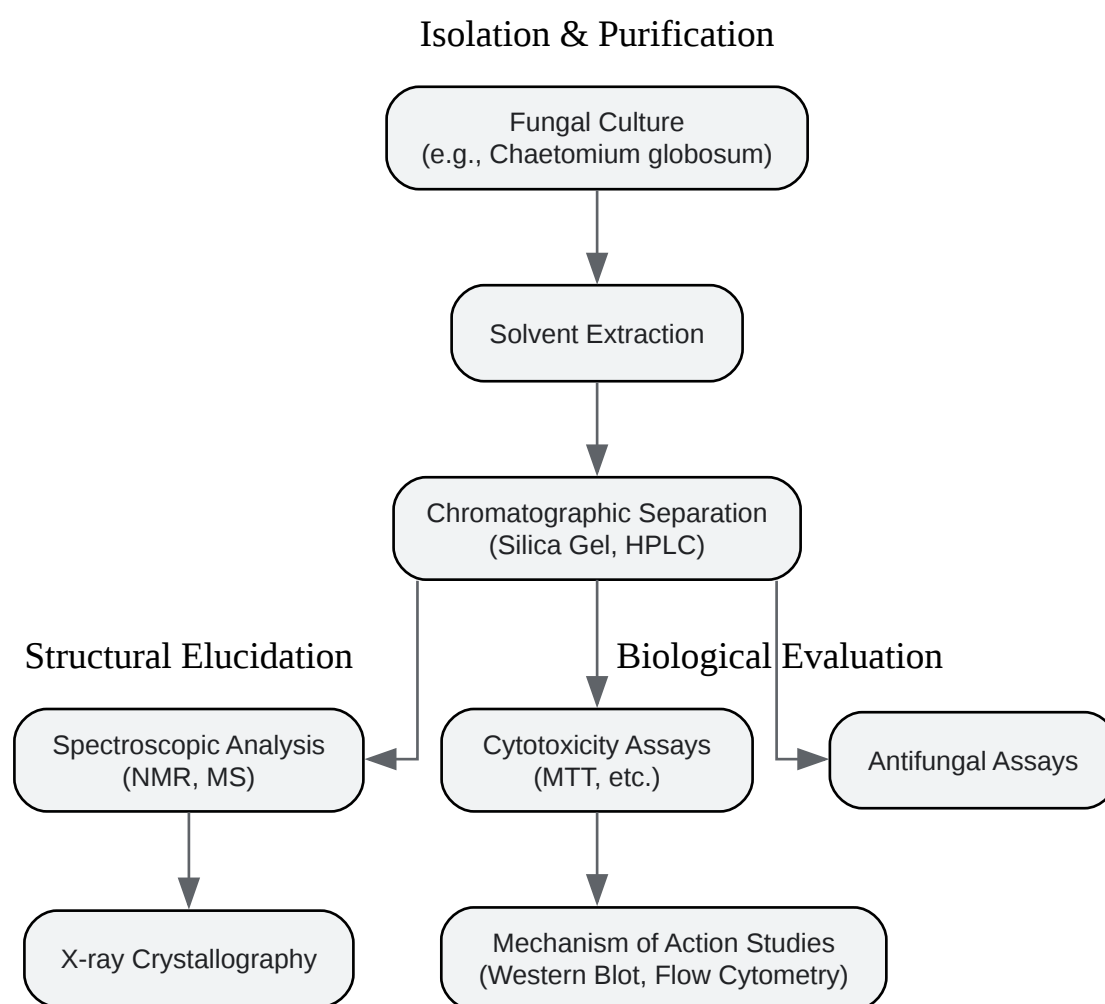 Isolation & Purification
Fungal Culture
(e.g., Chaetomium globosum)
Solvent Extraction
Chromatographic Separation
(Silica Gel, HPLC)
Structural Elucidation
Biological Evaluation
Spectroscopic Analysis
(NMR, MS)
Cytotoxicity Assays
(MTT, etc.)
Antifungal Assays
X-ray Crystallography
Mechanism of Action Studies
(Western Blot, Flow Cytometry)